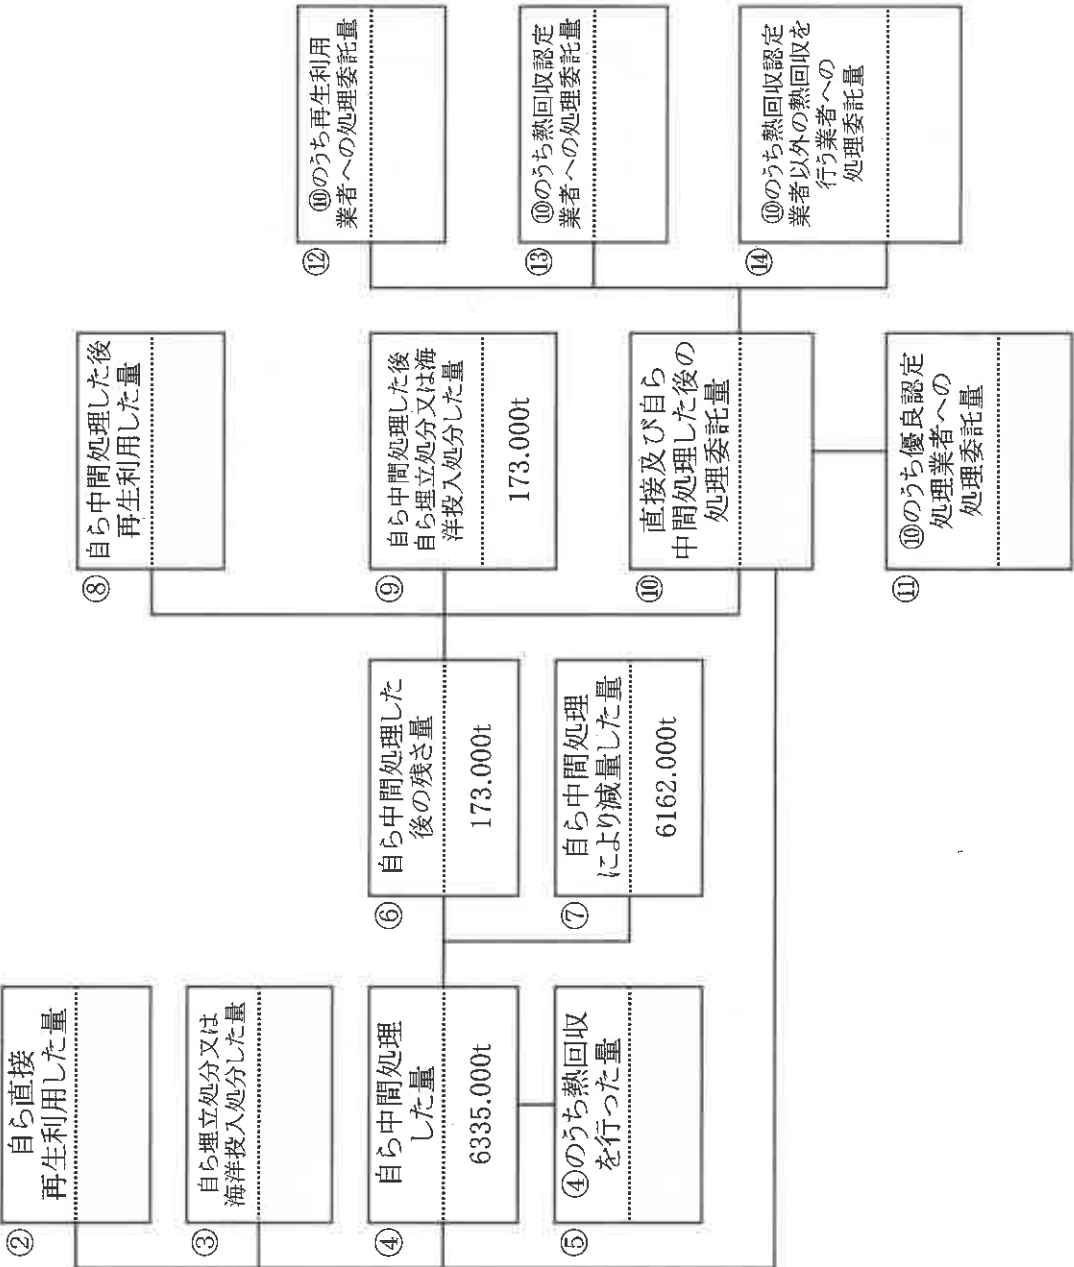 ②
自ら直接
再生利用した量
③
自ら埋立処分又は
海洋投入処分した量
④
自ら中間処理
した量
6335.000t
⑤
④のうち熱回収
を行った量
⑥
自ら中間処理した
後の残さ量
173.000t
⑦
自ら中間処理
により減量した量
6162.000t
⑧
自ら中間処理した後
再生利用した量
⑨
自ら中間処理した後
自ら埋立処分又は海
洋投入処分した量
173.000t
⑩
直接及び自ら
中間処理した後の
処理委託量
⑪
⑩のうち優良認定
処理業者への
処理委託量
⑫
⑩のうち再生利用
業者への処理委託量
⑬
⑩のうち熱回収認定
業者への処理委託量
⑭
⑩のうち熱回収認定
業者以外の熱回収を
行う業者への
処理委託量